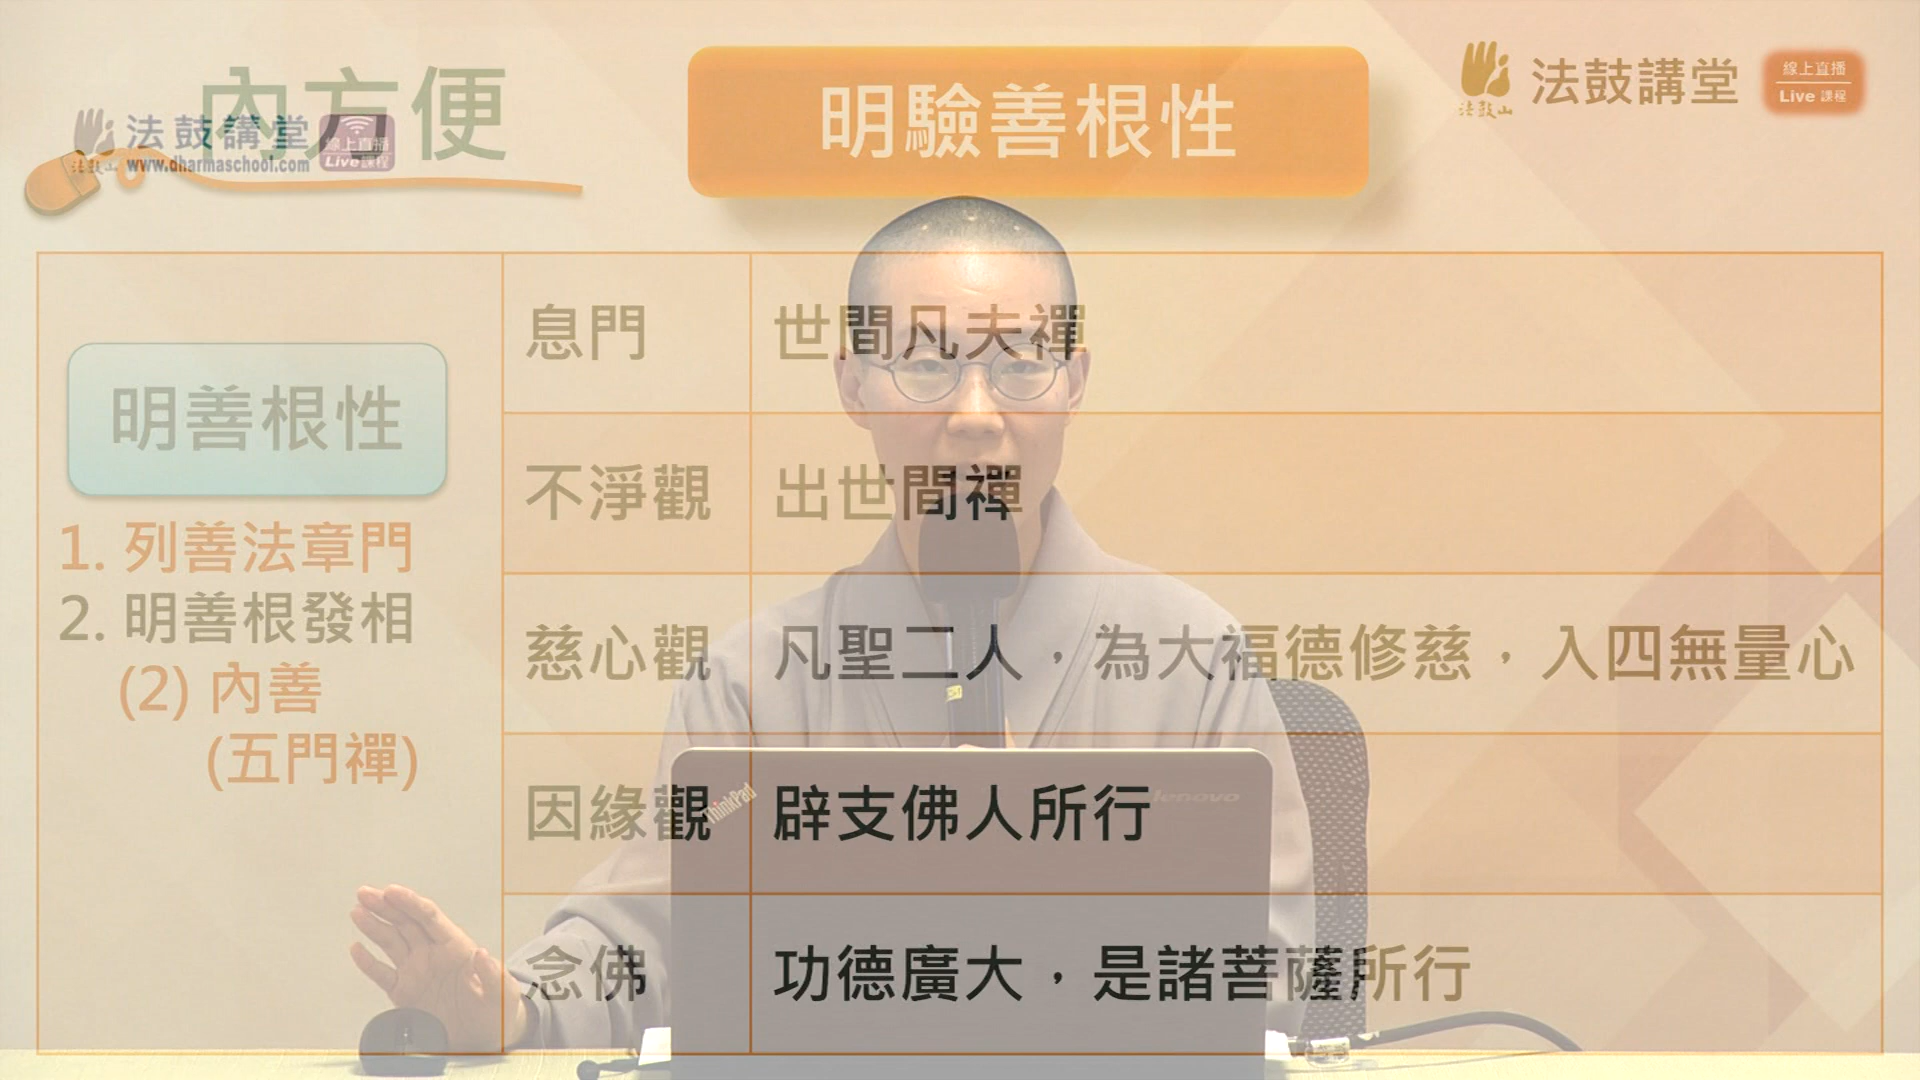 內方便
法鼓講堂
www.dharmaschool.com
線上直播
Live 課程
法鼓山
明驗善根性
法鼓山
法鼓講堂
線上直播
Live 課程
明善根性
1. 列善法章門
2. 明善根發相
(2) 內善
(五門禪)
息門 世間凡夫禪
不淨觀 出世間禪
慈心觀 凡聖二人，為大福德修慈，入四無量心
因緣觀 辟支佛人所行
念佛 功德廣大，是諸菩薩所行
ThinkPad
lenovo